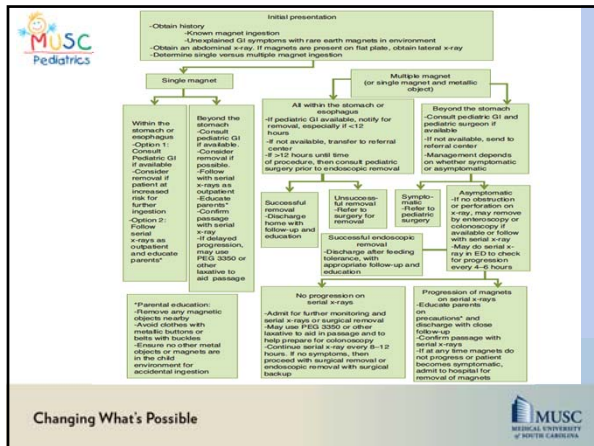 MUSC
Pediatrics
Initial presentation
-Obtain history
-Known magnet ingestion
-Unexplained GI symptoms with rare earth magnets in environment
-Obtain an abdominal x-ray. If magnets are present on flat plate, obtain lateral x-ray
-Determine single versus multiple magnet ingestion
Single magnet
Within the
stomach or
esophagus
-Option 1:
Consult
Pediatric GI
if available
-Consider
removal if
patient at
increased
risk for
further
ingestion
-Option 2:
Follow
serial
x-rays as
outpatient
and educate
parents*
Beyond the
stomach
-Consult
pediatric GI
if available.
-Consider
removal if
possible.
-Follow
with serial
x-rays as
outpatient
-Educate
parents*
-Confirm
passage with
serial x-ray
-If delayed
progression,
may use
PEG 3350 or
other
laxative to
aid passage
*Parental education:
-Remove any magnetic
objects nearby
-Avoid clothes with
metallic buttons or
belts with buckles
-Ensure no other metal
objects or magnets are
in the child
environment for
accidental ingestion
Multiple magnet
(or single magnet and metallic
object)
All within the stomach or
esophagus
-If pediatric GI available, notify for
removal, especially if <12
hours
-If not available, transfer to referral
center
-If >12 hours until time
of procedure, then consult pediatric
surgery prior to endoscopic removal
Successful
removal
-Discharge
home with
follow-up and
education
Unsuccess-
ful removal
-Refer to
surgery for
removal
Beyond the stomach
-Consult pediatric GI and
pediatric surgeon if
available
-If not available, send to
referral center
-Management depends
on whether symptomatic
or asymptomatic
Sympto-
matic
-Refer to
pediatric
surgery
Asymptomatic
-If no obstruction
or perforation on
x-ray, may remove
by enteroscopy or
colonoscopy if
available or follow
with serial x-ray
-May do serial x-
ray in ED to check
for progression
every 4-6 hours
Successful endoscopic
removal
-Discharge after feeding
tolerance, with
appropriate follow-up and
education
No progression on
serial x-rays
-Admit for further monitoring and
serial x-rays or surgical removal
-May use PEG 3350 or other
laxative to aid in passage and to
help prepare for colonoscopy
-Continue serial x-ray every 8-12
hours. If no symptoms, then
proceed with surgical removal or
endoscopic removal with surgical
backup
Progression of magnets
on serial x-rays
-Educate parents
on
precautions* and
discharge with close
follow-up
-Confirm passage with
serial x-rays
-If at any time magnets do
not progress or patient
becomes symptomatic,
admit to hospital for
removal of magnets
Changing What's Possible
MUSC
MEDICAL UNIVERSITY
of SOUTH CAROLINA